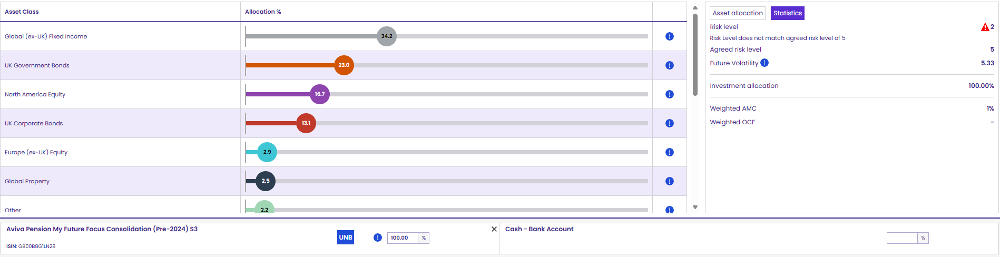 Asset Class Allocation %
Global (ex-UK) Fixed Income 34.2
UK Government Bonds 23.0
North America Equity 16.7
UK Corporate Bonds 13.1
Europe (ex-UK) Equity 2.9
Global Property 2.5
Other 2.2
Asset allocation Statistics
Risk level 2
Risk Level does not match agreed risk level of 5
Agreed risk level 5
Future Volatility 5.33
Investment allocation 100.00%
Weighted AMC 1%
Weighted OCF -
Aviva Pension My Future Focus Consolidation (Pre-2024) S3
UNB 100.00 %
ISIN: GB00B8G1LN28
Cash - Bank Account
%